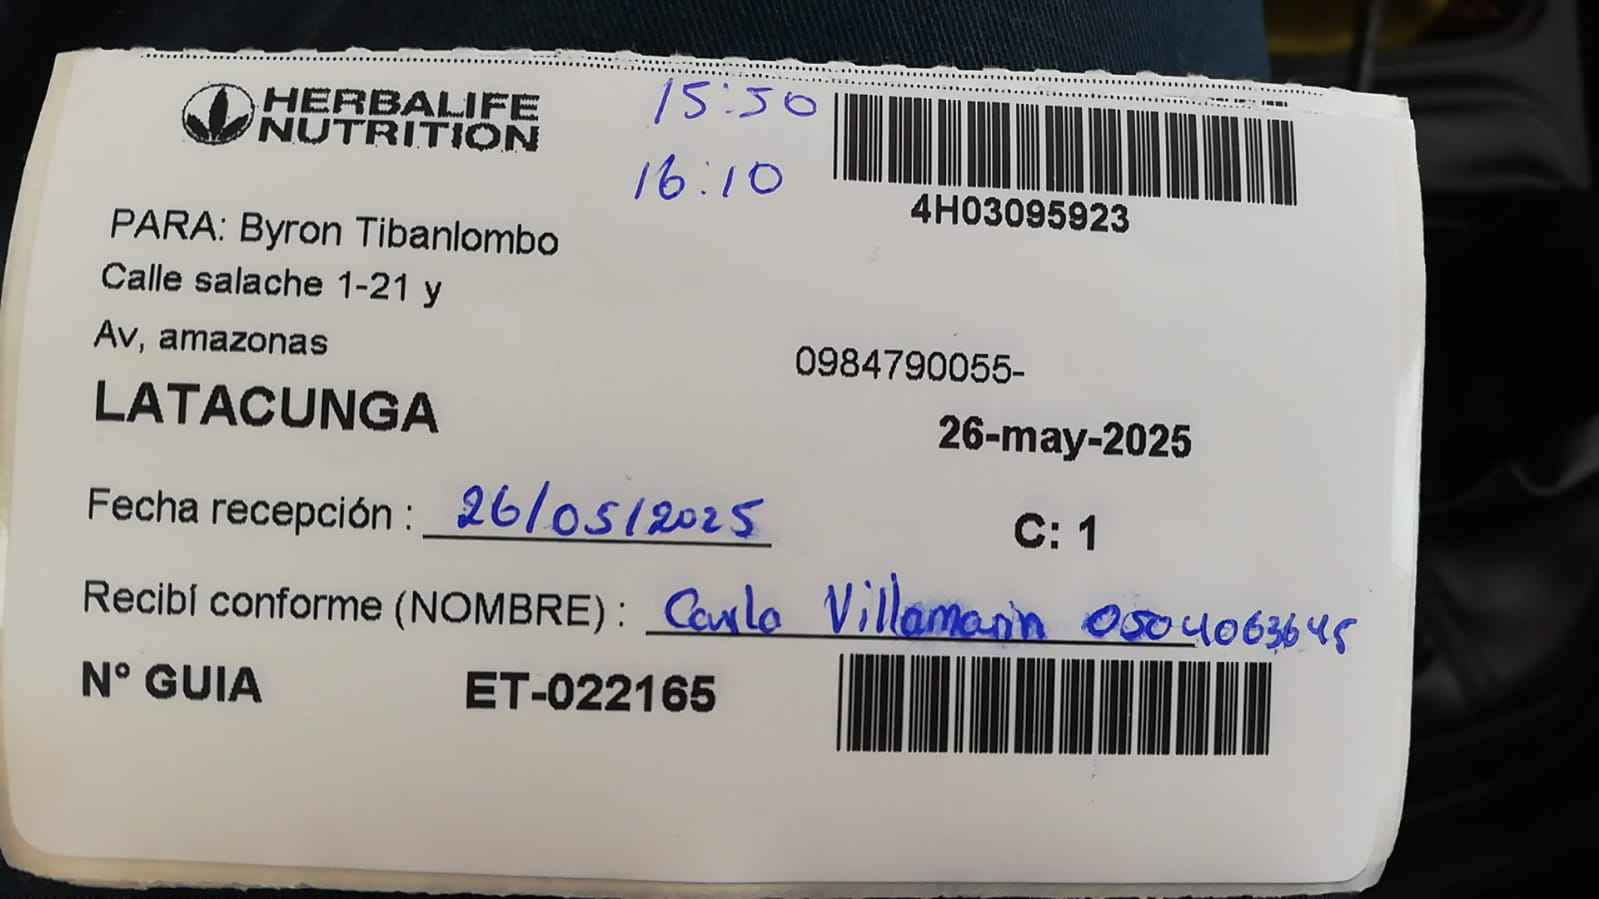 HERBALIFE
NUTRITION
15:50
16:10
4H03095923
PARA: Byron Tibanlombo
Calle salache 1-21 y
Av, amazonas
0984790055-
LATACUNGA
26-may-2025
Fecha recepción : 26/05/2025
C: 1
Recibí conforme (NOMBRE) : Carla Villamarin 0504063645
N° GUIA ET-022165